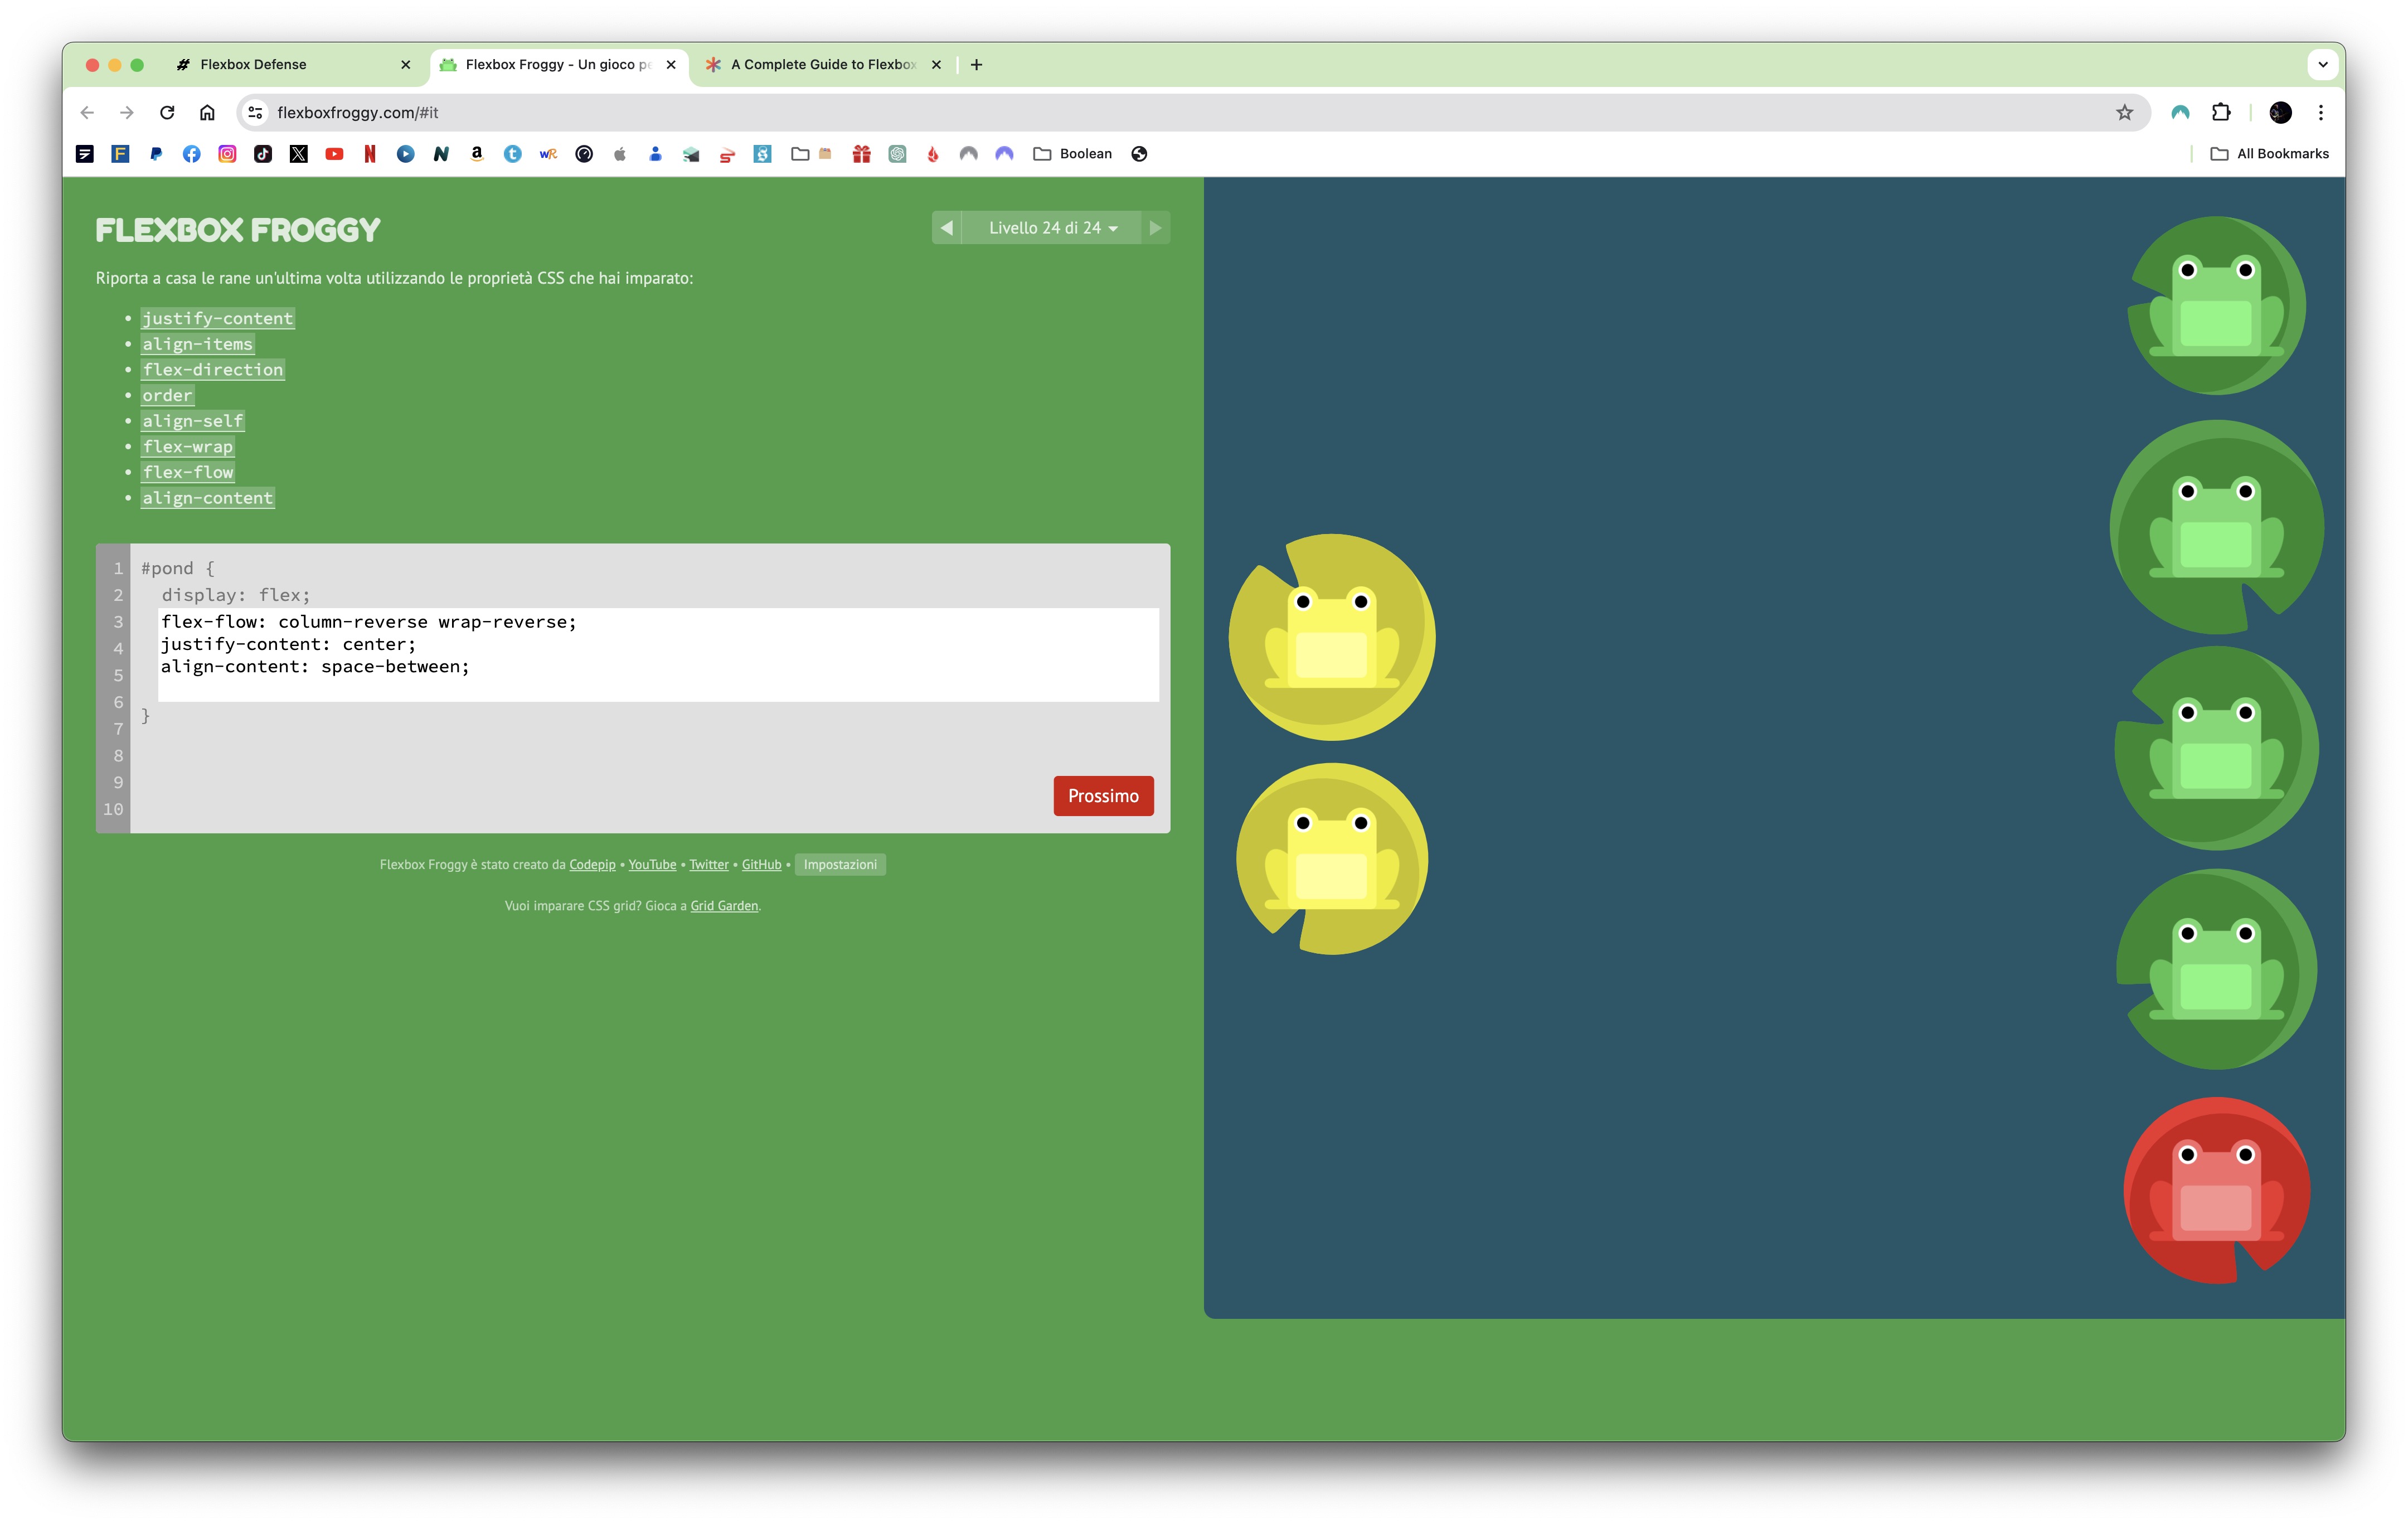 Flexbox Defense
Flexbox Froggy - Un gioco pe
A Complete Guide to Flexbox
flexboxfroggy.com/#it
Boolean
All Bookmarks
FLEXBOX FROGGY
Livello 24 di 24
Riporta a casa le rane un'ultima volta utilizzando le proprietà CSS che hai imparato:
• justify-content
• align-items
• flex-direction
• order
• align-self
• flex-wrap
• flex-flow
• align-content
1 #pond {
2 display: flex;
3 flex-flow: column-reverse wrap-reverse;
4 justify-content: center;
5 align-content: space-between;
6
7 }
8
9
10
Prossimo
Flexbox Froggy è stato creato da Codepip • YouTube • Twitter • GitHub • Impostazioni
Vuoi imparare CSS grid? Gioca a Grid Garden.